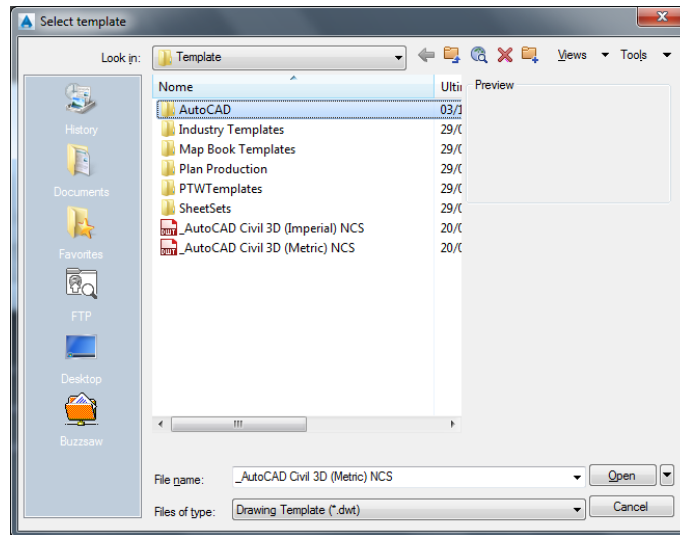 Select template
Look in: Template Views Tools
Nome Ultii Preview
AutoCAD 03/1
Industry Templates 29/0
Map Book Templates 29/0
Plan Production 29/0
PTWTemplates 29/0
SheetSets 29/0
_AutoCAD Civil 3D (Imperial) NCS 20/0
_AutoCAD Civil 3D (Metric) NCS 20/0
History
Documents
Favorites
FTP
Desktop
Buzzsaw
File name: _AutoCAD Civil 3D (Metric) NCS Open
Files of type: Drawing Template (*.dwt) Cancel